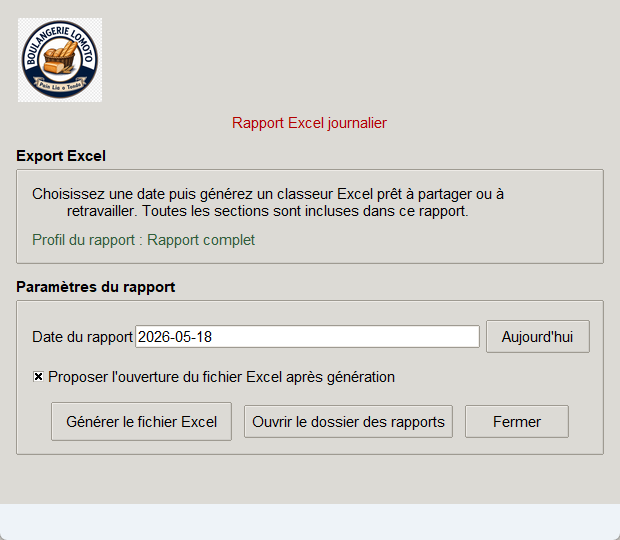 BOULANGERIE LOMOTO
Pain Lia o Tonda
Rapport Excel journalier
Export Excel
Choisissez une date puis générez un classeur Excel prêt à partager ou à
retravailler. Toutes les sections sont incluses dans ce rapport.
Profil du rapport : Rapport complet
Paramètres du rapport
Date du rapport 2026-05-18 Aujourd'hui
Proposer l'ouverture du fichier Excel après génération
Générer le fichier Excel Ouvrir le dossier des rapports Fermer